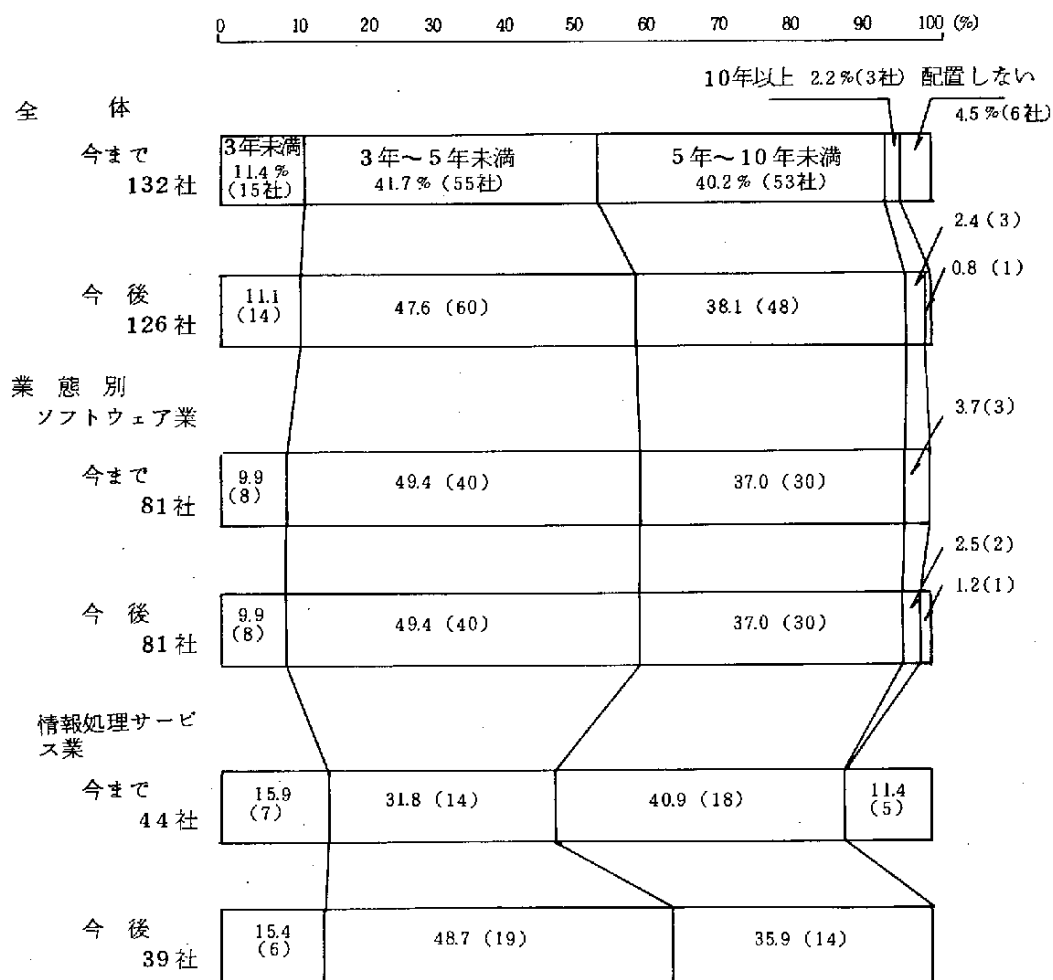 0 10 20 30 40 50 60 70 80 90 100 (%)
10年以上 2.2%(3社) 配置しない
4.5%(6社)
全 体
今まで
132社
3年未満
11.4%
(15社)
3年～5年未満
41.7%(55社)
5年～10年未満
40.2%(53社)
2.4(3)
0.8(1)
今 後
126社
11.1
(14)
47.6(60)
38.1(48)
業 態 別
ソフトウェア業
3.7(3)
今まで
81社
9.9
(8)
49.4(40)
37.0(30)
2.5(2)
1.2(1)
今 後
81社
9.9
(8)
49.4(40)
37.0(30)
情報処理サービ
ス業
今まで
44社
15.9
(7)
31.8(14)
40.9(18)
11.4
(5)
今 後
39社
15.4
(6)
48.7(19)
35.9(14)